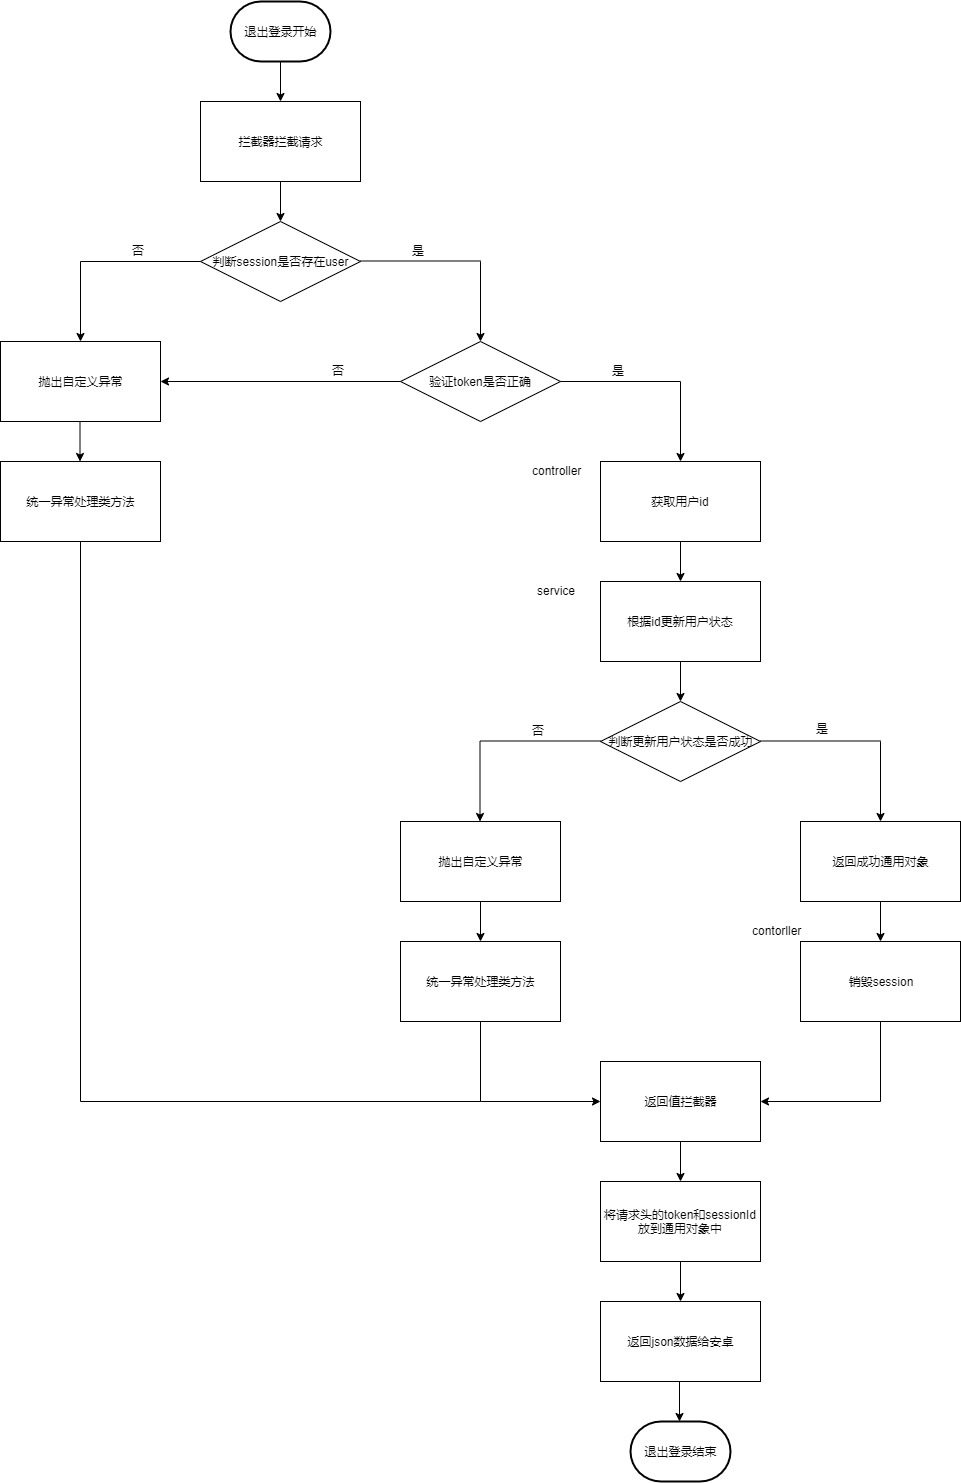 退出登录开始
拦截器拦截请求
否
是
判断session是否存在user
否
是
抛出自定义异常
验证token是否正确
controller
统一异常处理类方法
获取用户id
service
根据id更新用户状态
否
是
判断更新用户状态是否成功
抛出自定义异常
返回成功通用对象
contorller
统一异常处理类方法
销毁session
返回值拦截器
将请求头的token和sessionId
放到通用对象中
返回json数据给安卓
退出登录结束